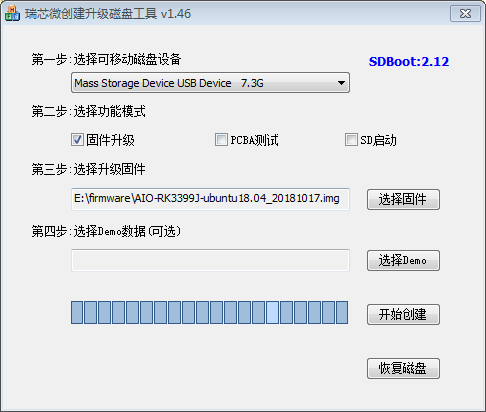 瑞芯微创建升级磁盘工具 v1.46
第一步:选择可移动磁盘设备
SDBoot:2.12
Mass Storage Device USB Device 7.3G
第二步:选择功能模式
固件升级 PCBA测试 SD启动
第三步:选择升级固件
E:\firmware\AIO-RK3399J-ubuntu18.04_20181017.img 选择固件
第四步:选择Demo数据(可选)
选择Demo
开始创建
恢复磁盘